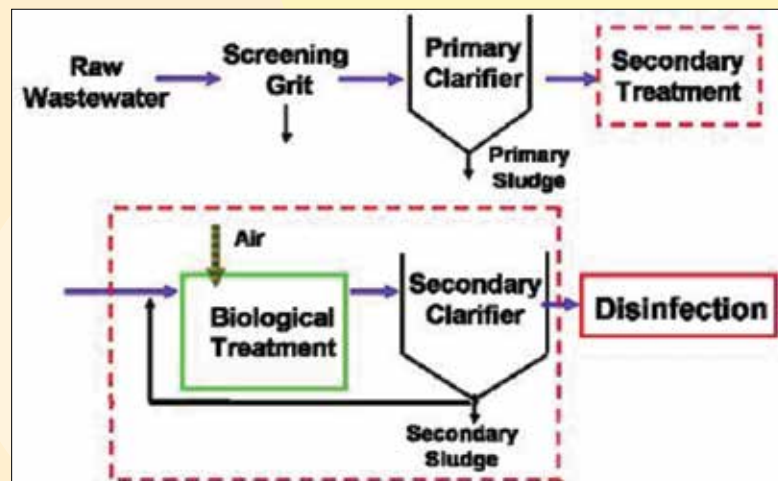 Raw
Wastewater
Screening
Grit
Primary
Clarifier
Secondary
Treatment
Primary
Sludge
Air
Biological
Treatment
Secondary
Clarifier
Disinfection
Secondary
Sludge